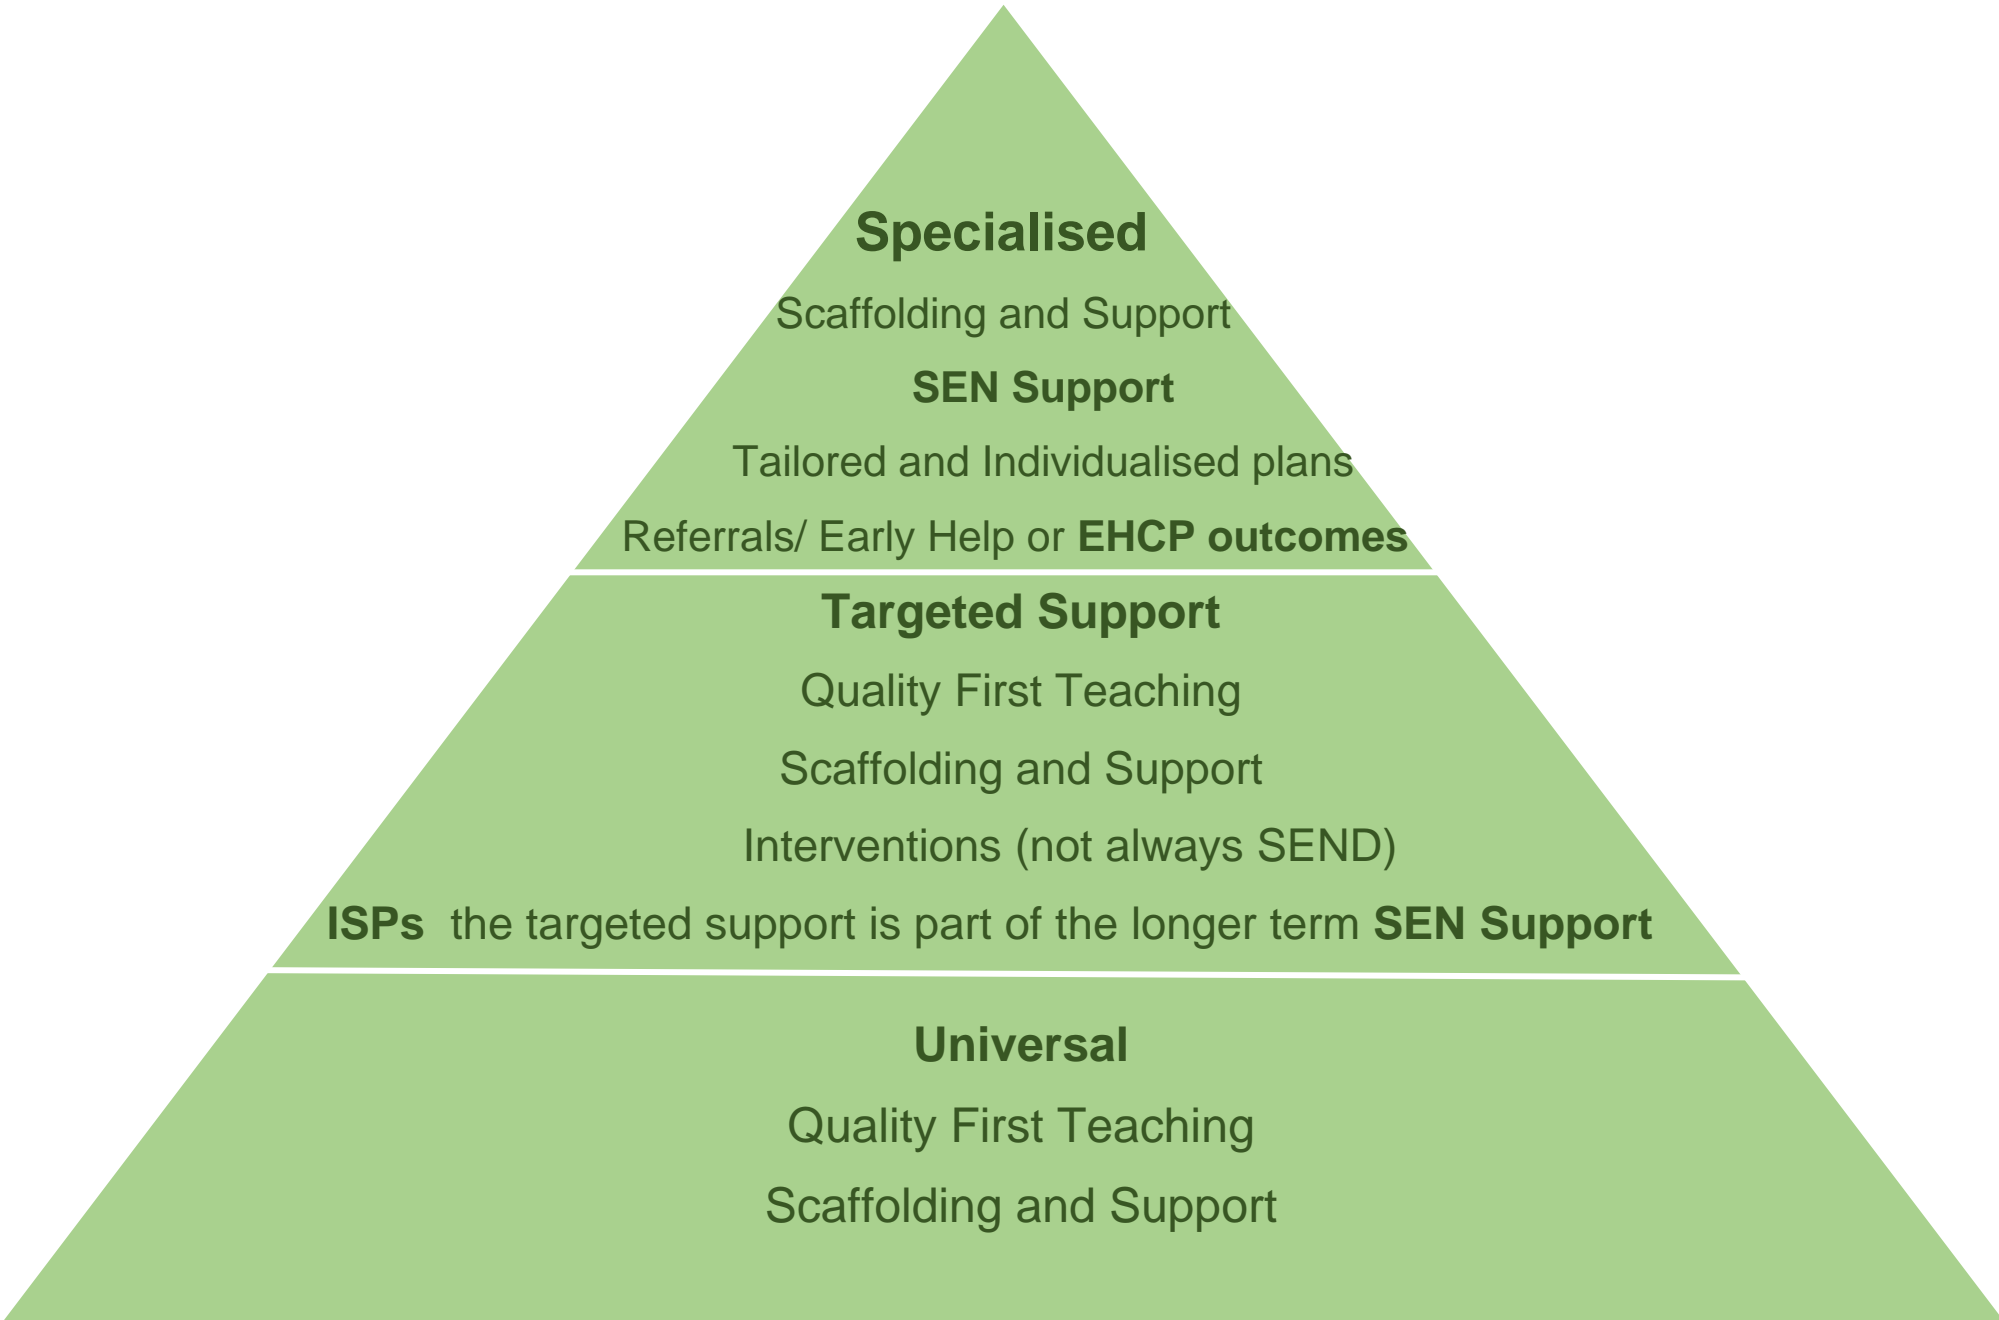 Specialised
Scaffolding and Support
SEN Support
Tailored and Individualised plans
Referrals/ Early Help or EHCP outcomes
Targeted Support
Quality First Teaching
Scaffolding and Support
Interventions (not always SEND)
ISPs  the targeted support is part of the longer term SEN Support
Universal
Quality First Teaching
Scaffolding and Support